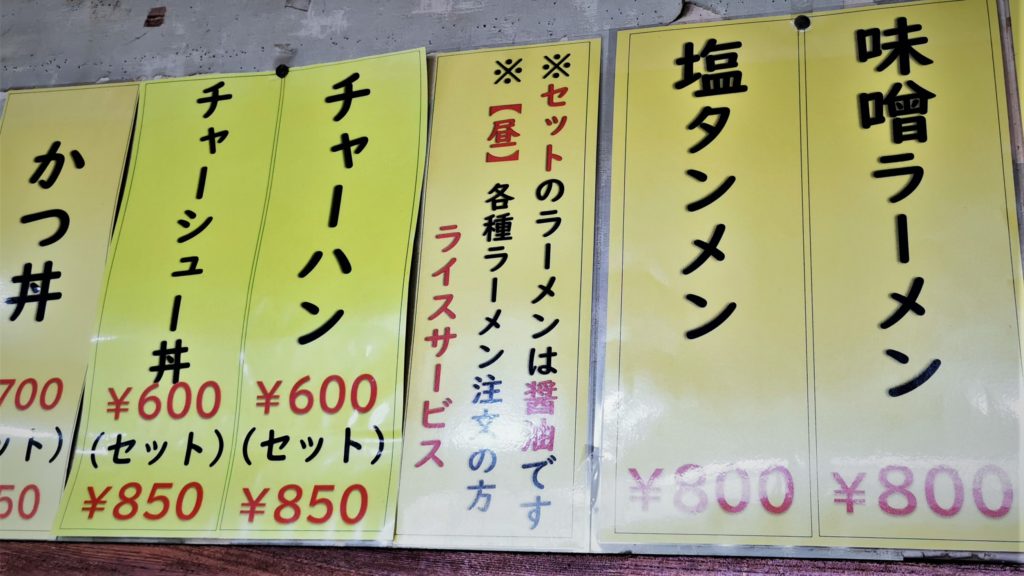 味噌ラーメン
¥800
塩タンメン
¥800
※セットのラーメンは醤油です
※【昼】各種ラーメン注文の方
ライスサービス
チャーハン
¥600
(セット)
¥850
チャーシュー丼
¥600
(セット)
¥850
かつ丼
700
ット)
50